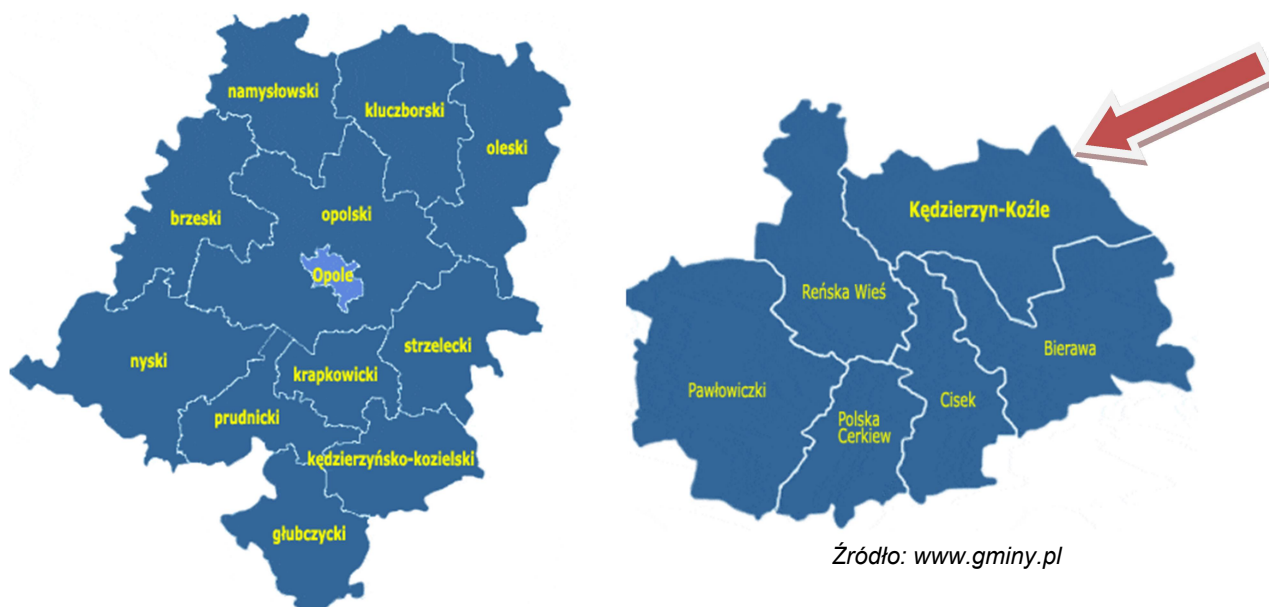 namysłowski
kluczborski
oleski
brzeski
opolski
Opole
nyski
strzelecki
krapkowicki
prudnicki
kędzierzyńsko-kozielski
głubczycki
Kędzierzyn-Koźle
Reńska Wieś
Bierawa
Pawłowiczki
Cisek
Polska
Cerkiew
Źródło: www.gminy.pl